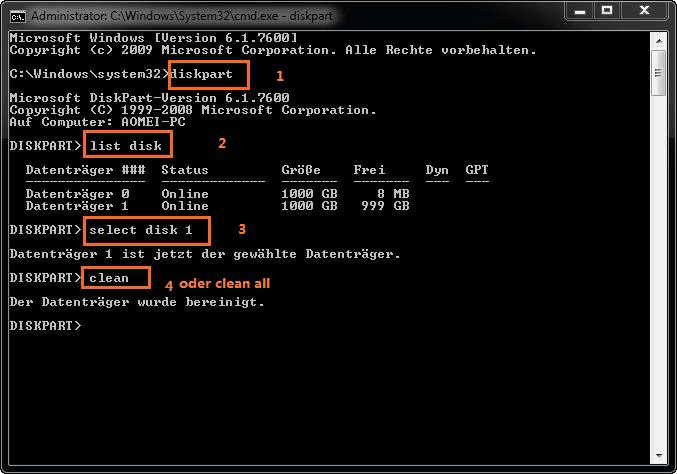 Administrator: C:\Windows\System32\cmd.exe - diskpart
Microsoft Windows [Version 6.1.7600]
Copyright (c) 2009 Microsoft Corporation. Alle Rechte vorbehalten.
C:\Windows\system32>diskpart 1
Microsoft DiskPart-Version 6.1.7600
Copyright (C) 1999-2008 Microsoft Corporation.
Auf Computer: AOMEI-PC
DISKPART> list disk 2
Datenträger ### Status Größe Frei Dyn GPT
--------------- ------------- ------- ------- --- ---
Datenträger 0 Online 1000 GB 8 MB
Datenträger 1 Online 1000 GB 999 GB
DISKPART> select disk 1 3
Datenträger 1 ist jetzt der gewählte Datenträger.
DISKPART> clean 4 oder clean all
Der Datenträger wurde bereinigt.
DISKPART>